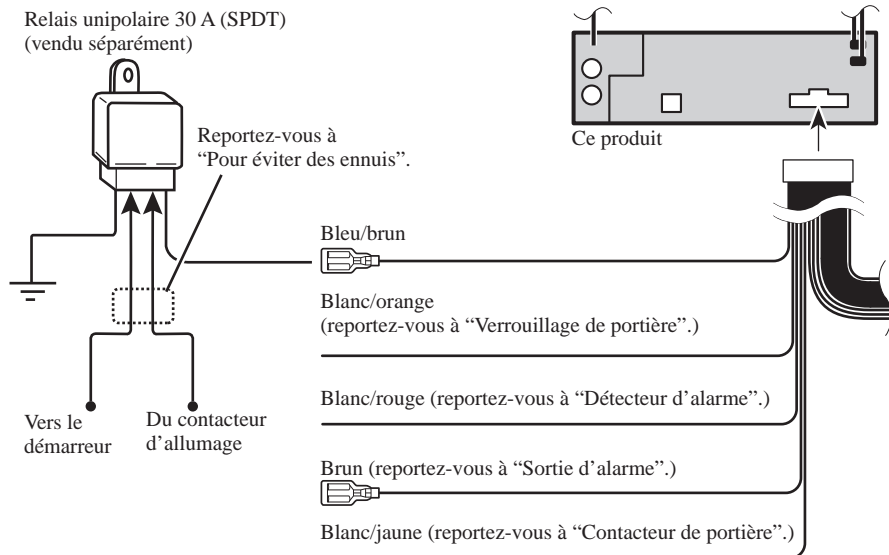 Relais unipolaire 30 A (SPDT)
(vendu séparément)
Reportez-vous à
“Pour éviter des ennuis”.
Ce produit
Bleu/brun
Blanc/orange
(reportez-vous à “Verrouillage de portière”.)
Blanc/rouge (reportez-vous à “Détecteur d’alarme”.)
Vers le
démarreur
Du contacteur
d’allumage
Brun (reportez-vous à “Sortie d’alarme”.)
Blanc/jaune (reportez-vous à “Contacteur de portière”.)